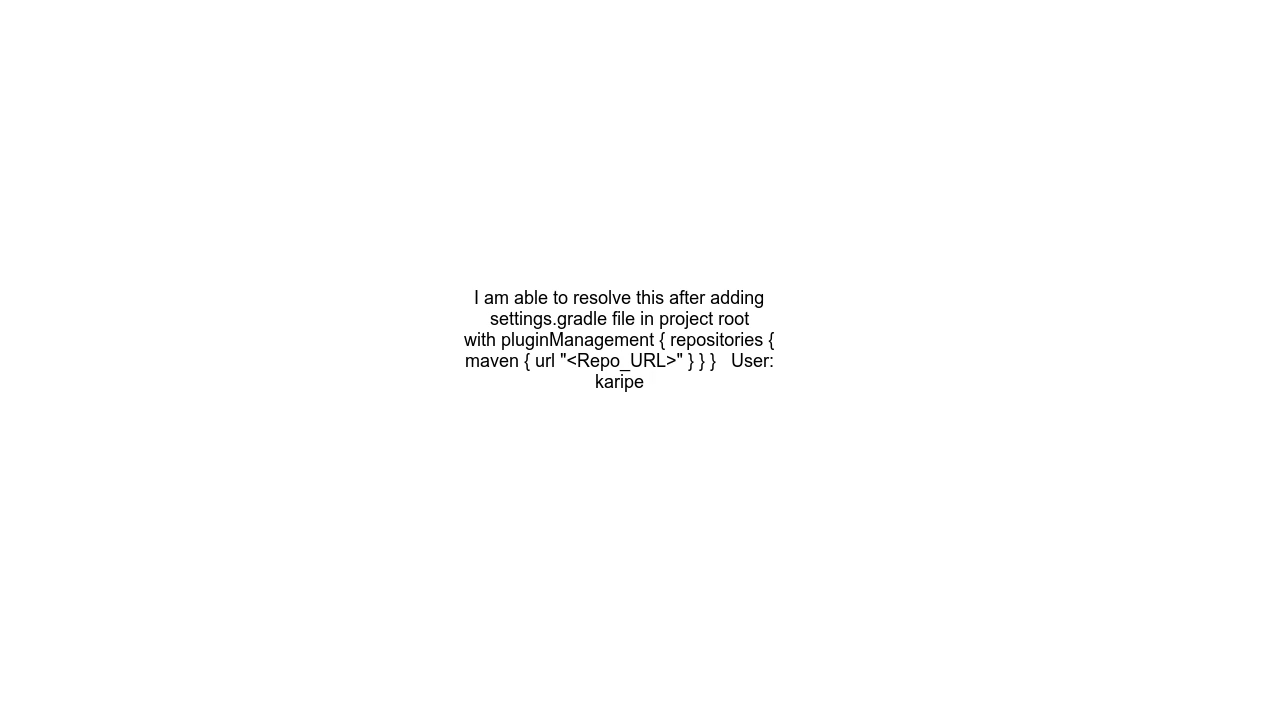 I am able to resolve this after adding
settings.gradle file in project root
with pluginManagement { repositories {
maven { url "<Repo_URL>" } } }   User:
karipe